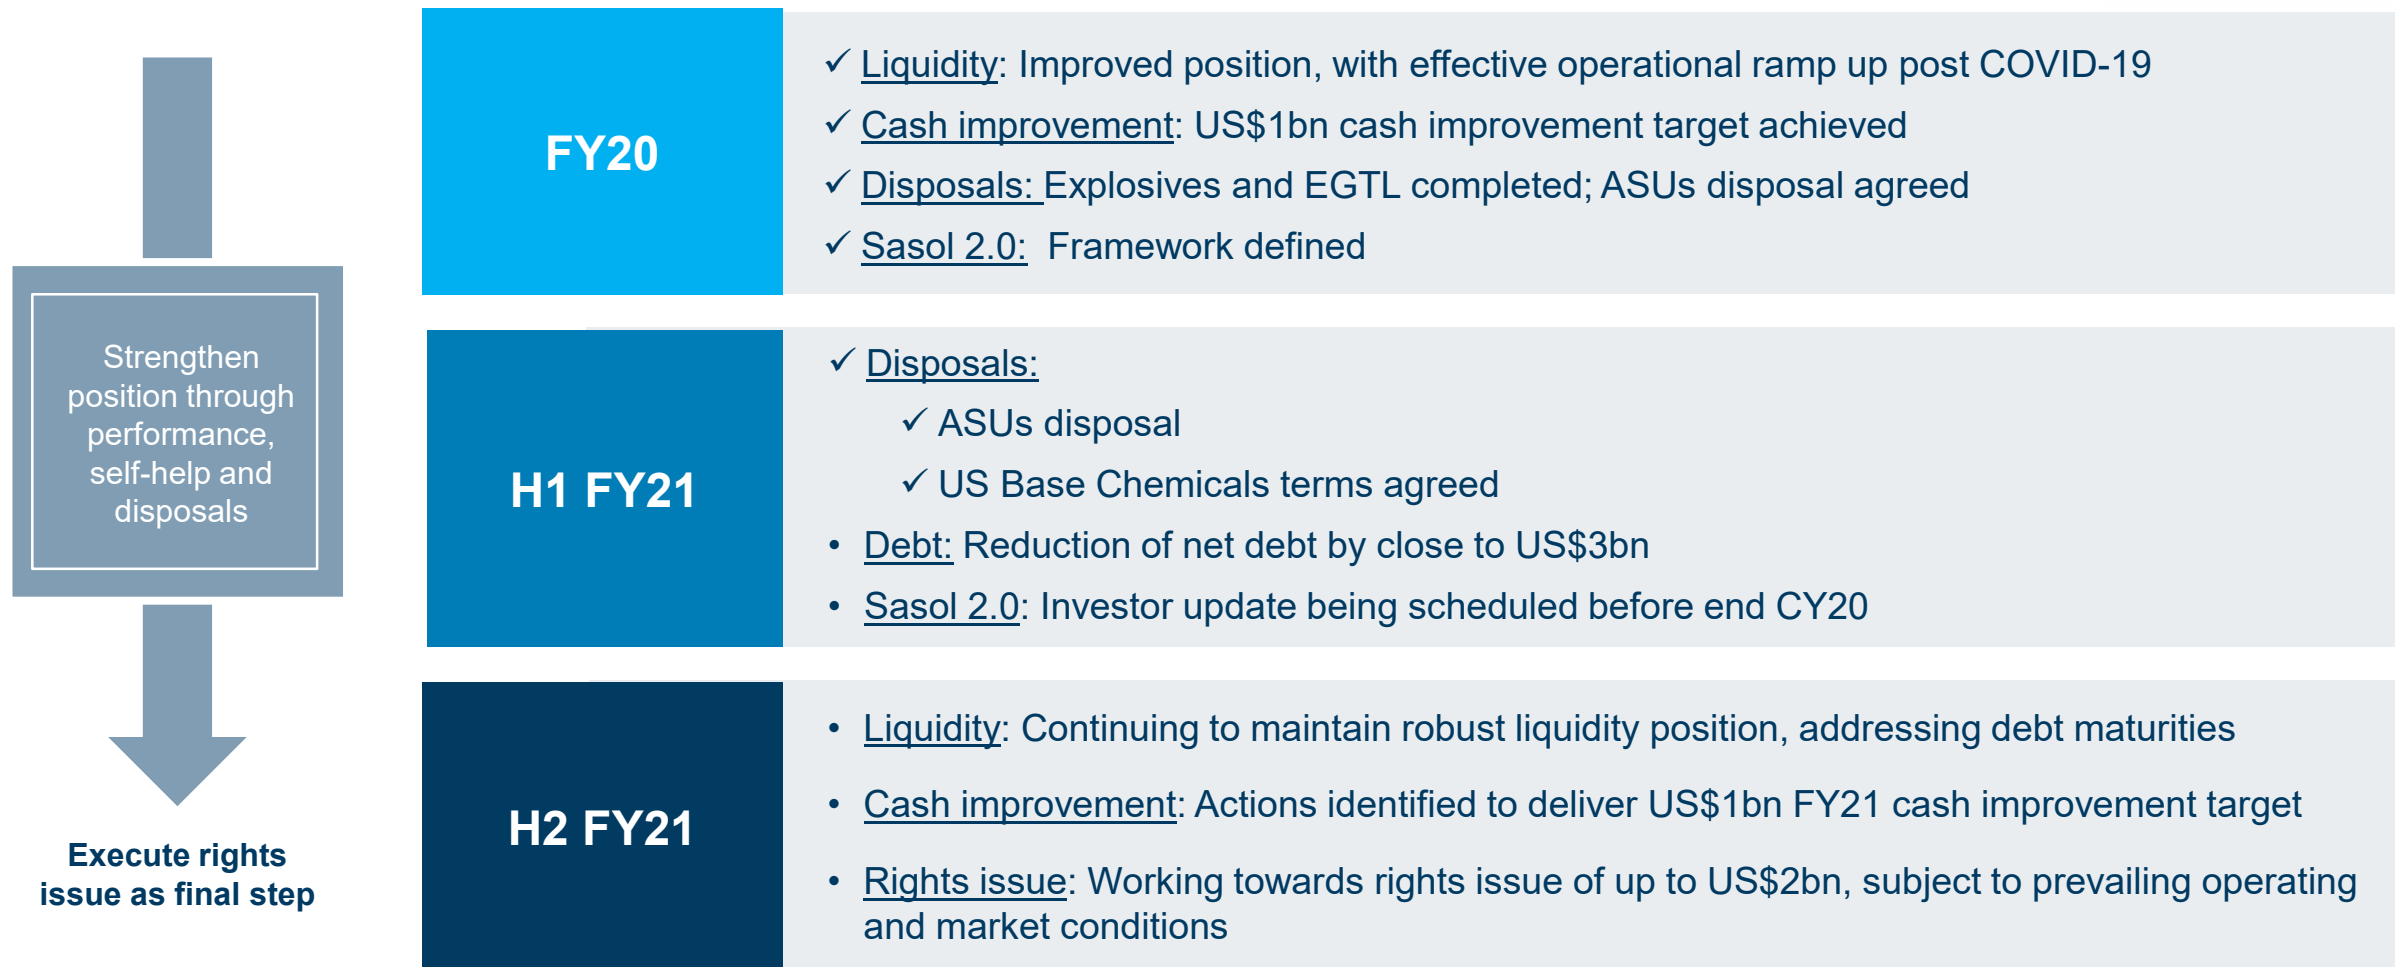 Strengthen
position through
performance,
self-help and
disposals
Execute rights
issue as final step
FY20
✓ Liquidity: Improved position, with effective operational ramp up post COVID-19
✓ Cash improvement: US$1bn cash improvement target achieved
✓ Disposals: Explosives and EGTL completed; ASUs disposal agreed
✓ Sasol 2.0: Framework defined
H1 FY21
✓ Disposals:
✓ ASUs disposal
✓ US Base Chemicals terms agreed
• Debt: Reduction of net debt by close to US$3bn
• Sasol 2.0: Investor update being scheduled before end CY20
H2 FY21
• Liquidity: Continuing to maintain robust liquidity position, addressing debt maturities
• Cash improvement: Actions identified to deliver US$1bn FY21 cash improvement target
• Rights issue: Working towards rights issue of up to US$2bn, subject to prevailing operating
and market conditions